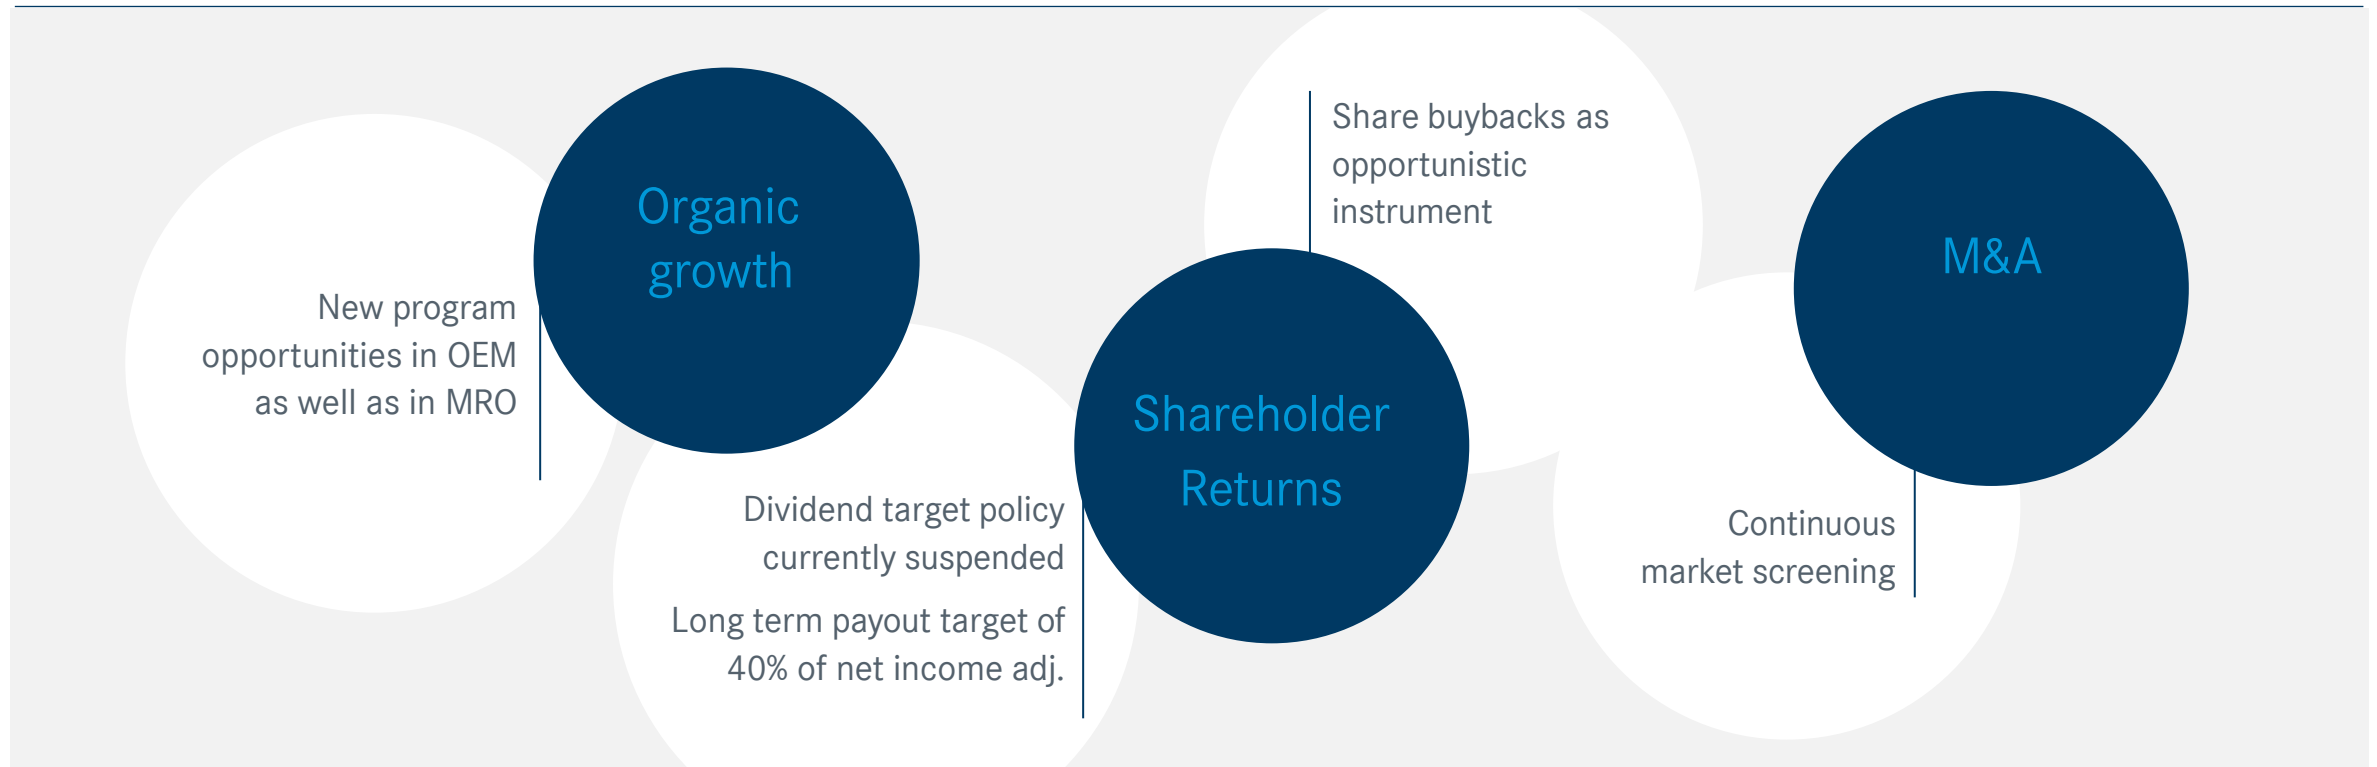 Organic
growth
New program
opportunities in OEM
as well as in MRO
Share buybacks as
opportunistic
instrument
Shareholder
Returns
Dividend target policy
currently suspended
Long term payout target of
40% of net income adj.
M&A
Continuous
market screening